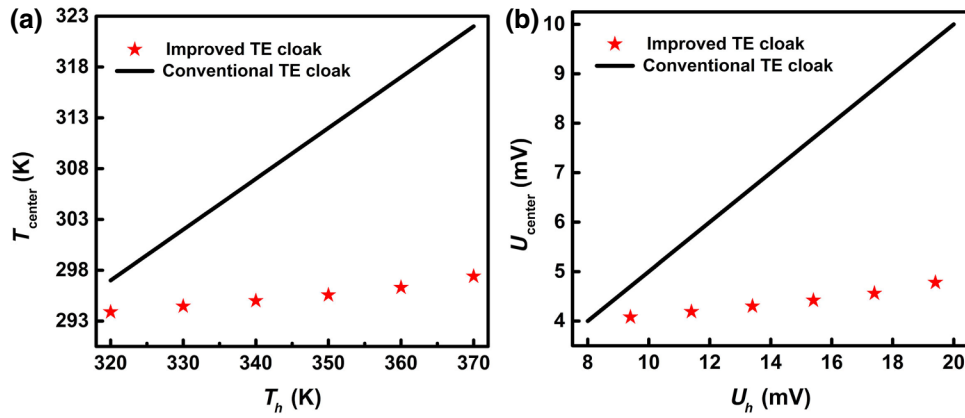 (a)
323
318
313
308
303
298
293
T_center (K)
Improved TE cloak
Conventional TE cloak
320 330 340 350 360 370
T_h (K)
(b)
10
9
8
7
6
5
4
U_center (mV)
Improved TE cloak
Conventional TE cloak
8 10 12 14 16 18 20
U_h (mV)